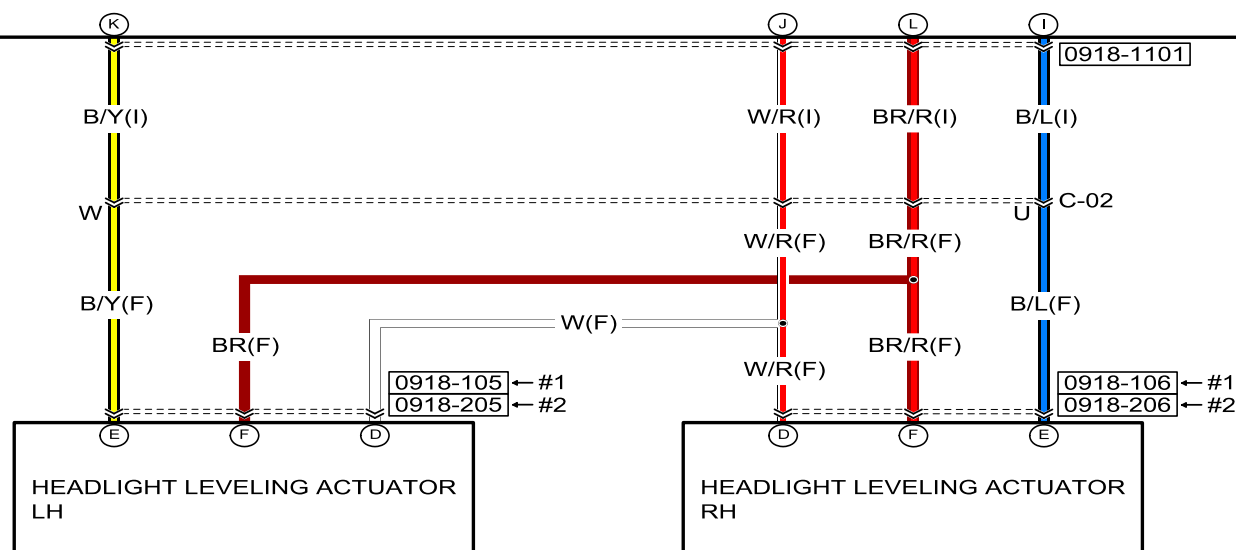 K J L I
0918-1101
B/Y(I) W/R(I) BR/R(I) B/L(I)
W U C-02
W/R(F) BR/R(F)
B/Y(F) B/L(F)
W(F)
BR(F) BR/R(F)
W/R(F)
0918-105 #1 0918-106 #1
0918-205 #2 0918-206 #2
E F D D F E
HEADLIGHT LEVELING ACTUATOR
LH
HEADLIGHT LEVELING ACTUATOR
RH